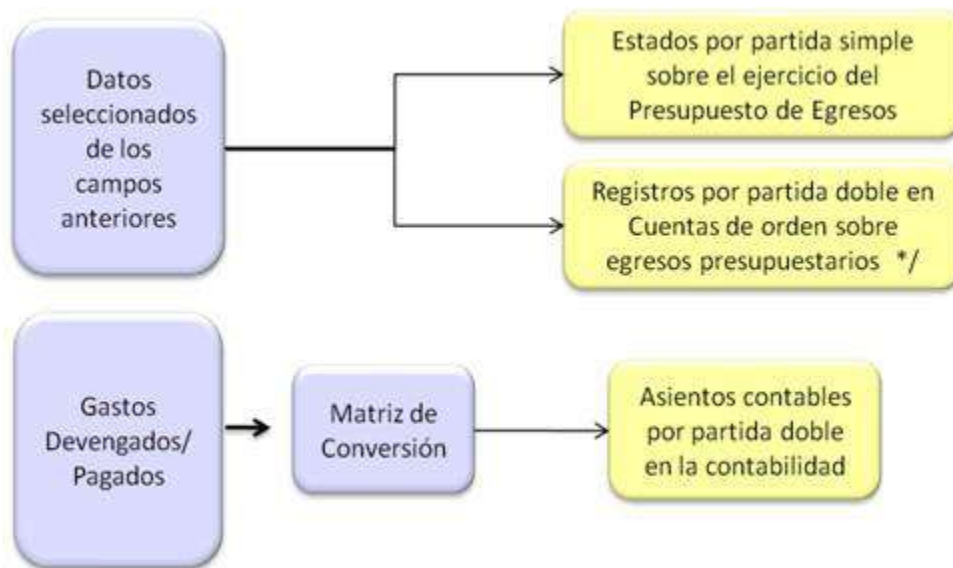 Datos
seleccionados
de los
campos
anteriores
Estados por partida simple
sobre el ejercicio del
Presupuesto de Egresos
Registros por partida doble en
Cuentas de orden sobre
egresos presupuestarios */
Gastos
Devengados/
Pagados
Matriz de
Conversión
Asientos contables
por partida doble
en la contabilidad